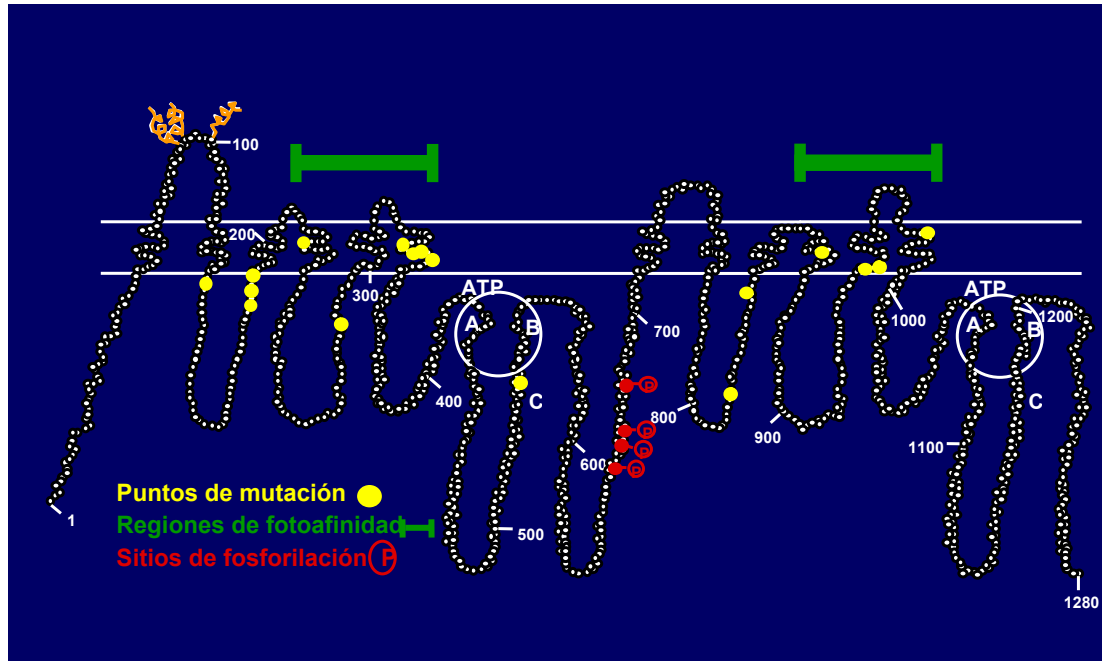 100
200
300
ATP
A
B
C
400
500
600
700
800
900
1000
ATP
A
B
1200
C
1100
1280
1
P
P
P
P
Puntos de mutación
Regiones de fotoafinidad
Sitios de fosforilación P